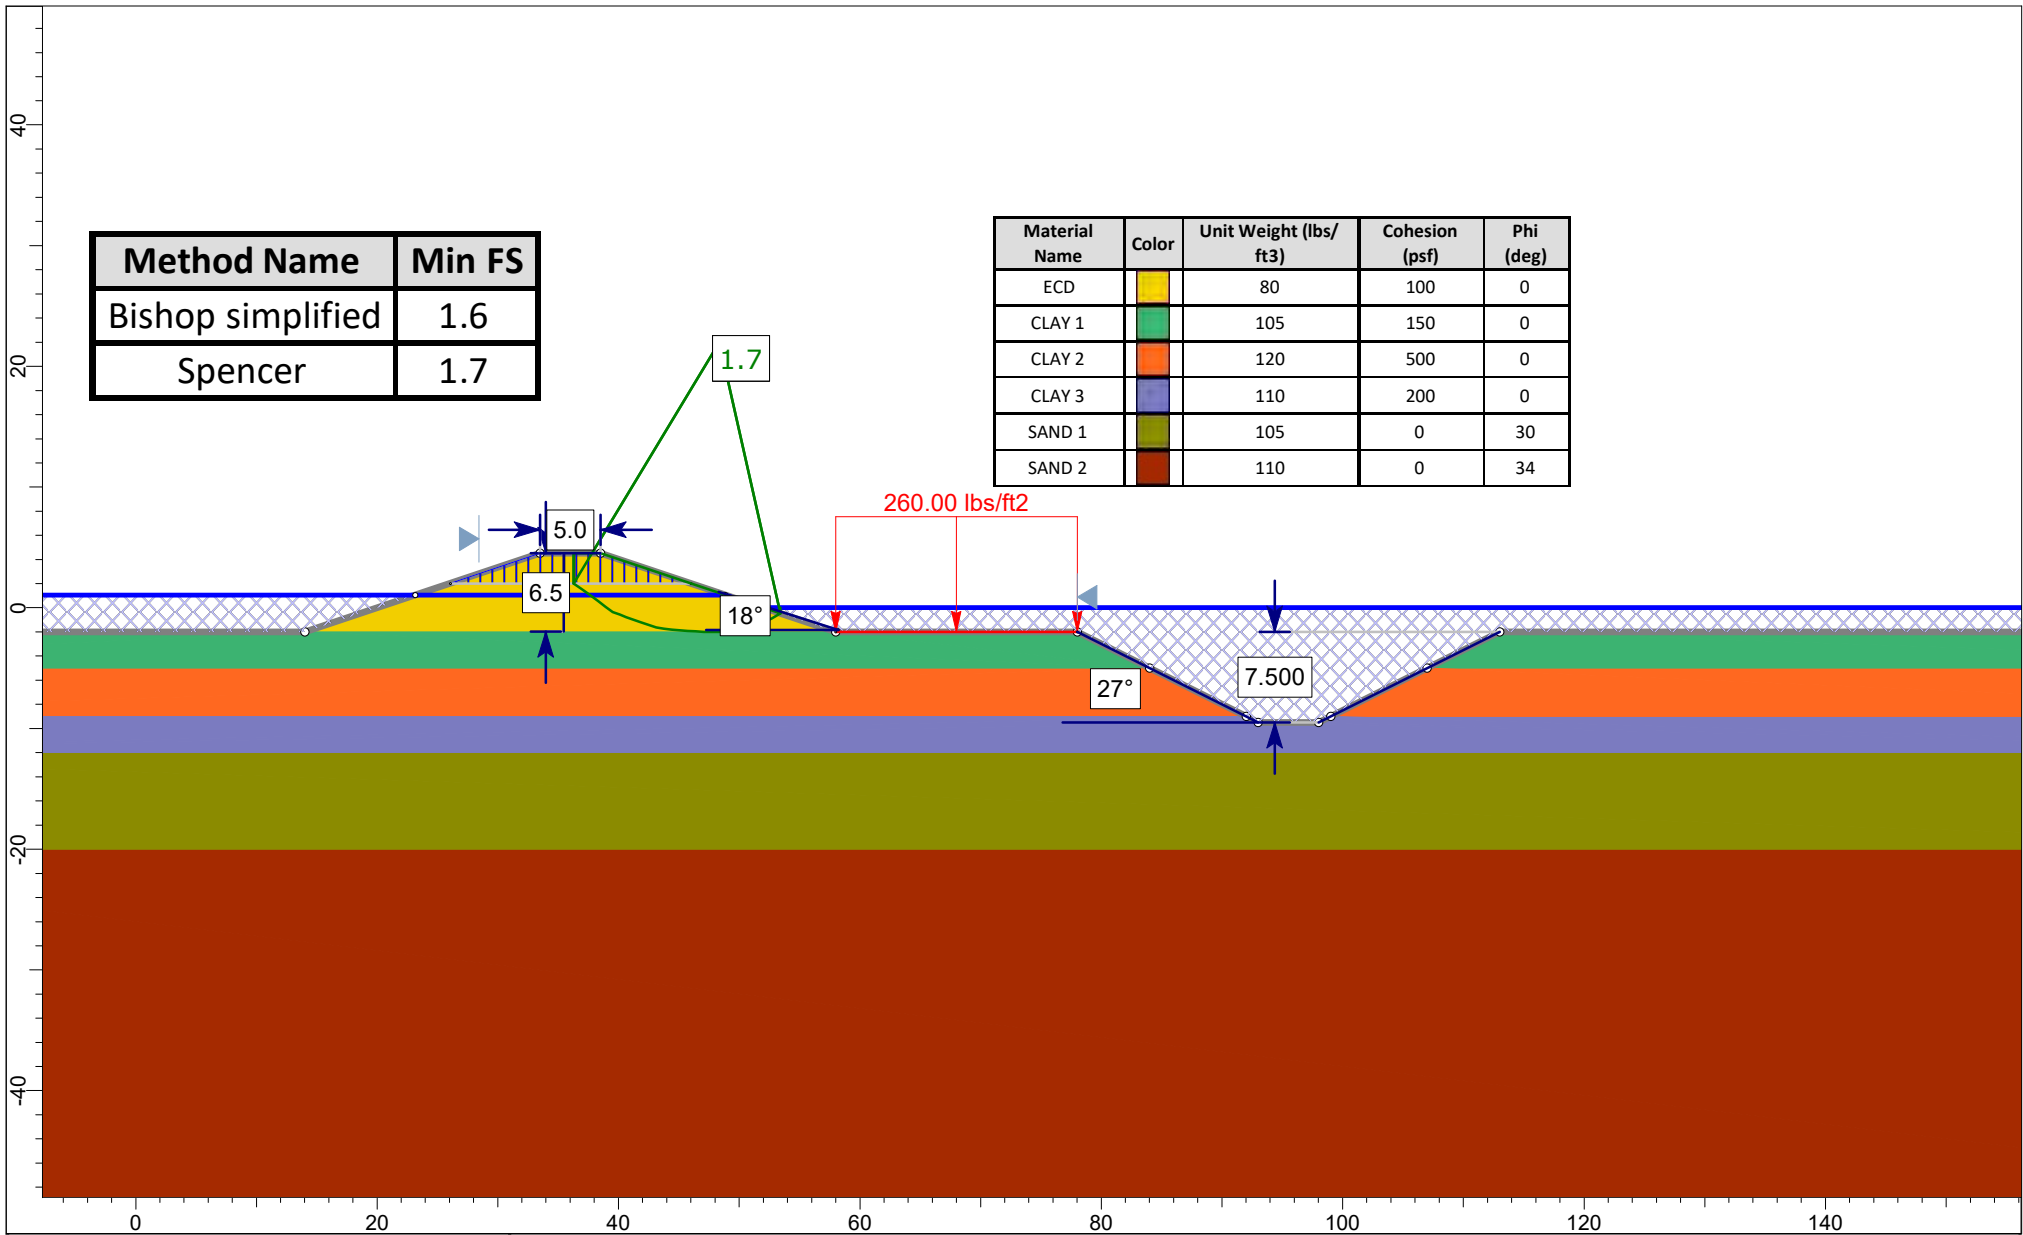 40
20
0
-20
-40
Method Name Min FS
Bishop simplified 1.6
Spencer 1.7
Material Name Color Unit Weight (lbs/ft3) Cohesion (psf) Phi (deg)
ECD 80 100 0
CLAY 1 105 150 0
CLAY 2 120 500 0
CLAY 3 110 200 0
SAND 1 105 0 30
SAND 2 110 0 34
1.7
260.00 lbs/ft2
5.0
6.5
18°
27°
7.500
0 20 40 60 80 100 120 140